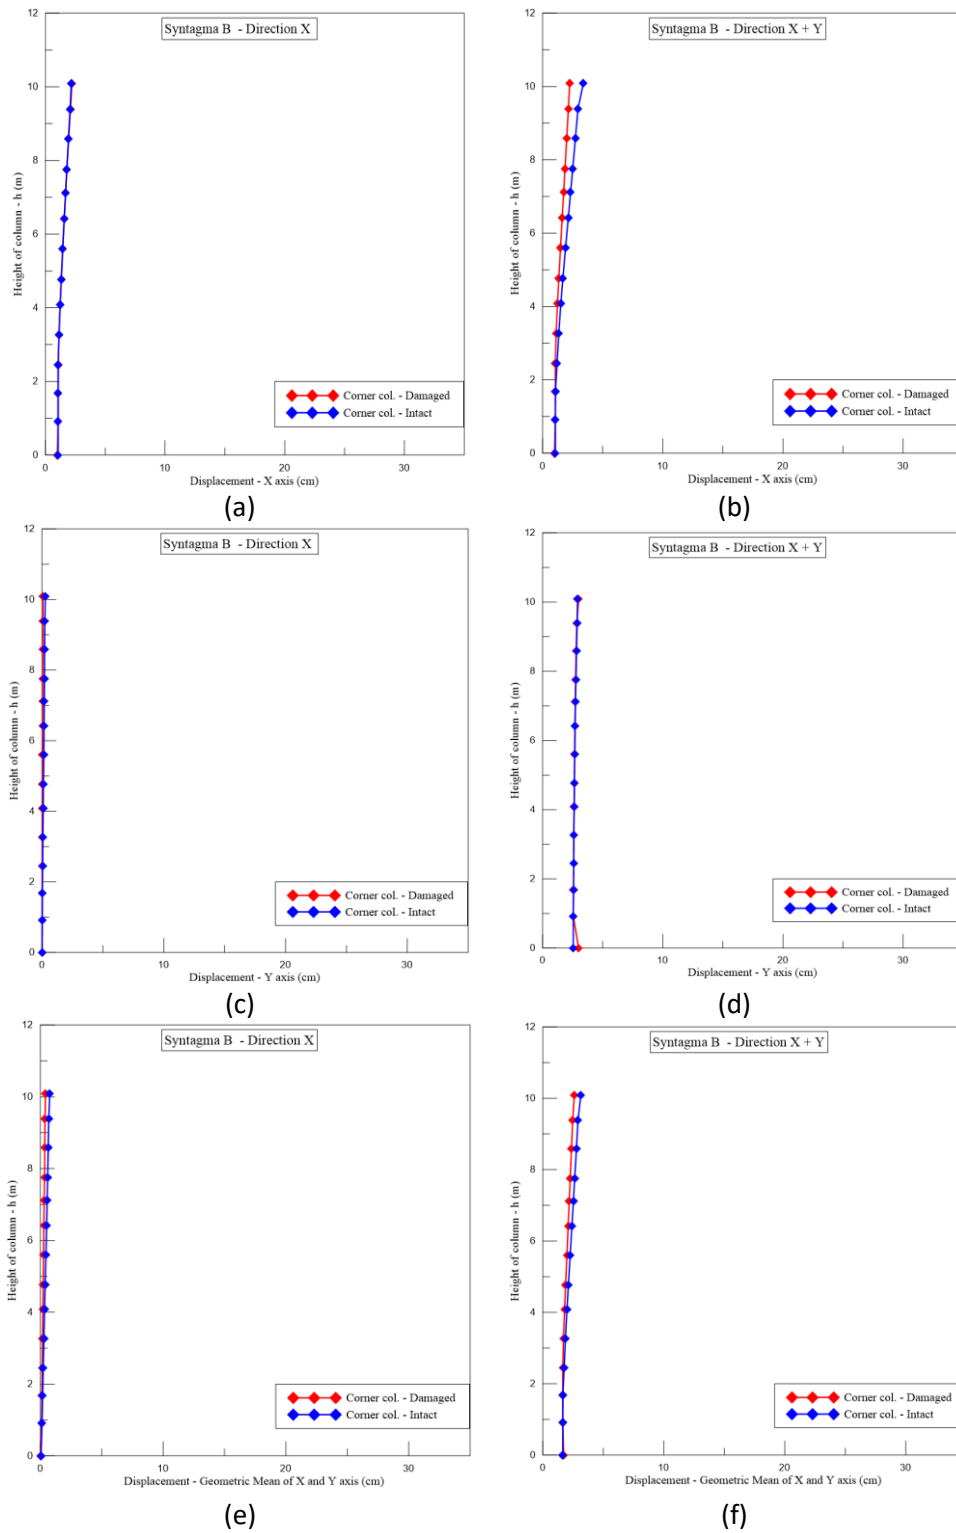 Syntagma B - Direction X
Height of column - h (m)
12
10
8
6
4
2
0
Corner col. - Damaged
Corner col. - Intact
0 10 20 30
Displacement - X axis (cm)
(a)
Syntagma B - Direction X + Y
Height of column - h (m)
12
10
8
6
4
2
0
Corner col. - Damaged
Corner col. - Intact
0 10 20 30
Displacement - X axis (cm)
(b)
Syntagma B - Direction X
Height of column - h (m)
12
10
8
6
4
2
0
Corner col. - Damaged
Corner col. - Intact
0 10 20 30
Displacement - Y axis (cm)
(c)
Syntagma B - Direction X + Y
Height of column - h (m)
12
10
8
6
4
2
0
Corner col. - Damaged
Corner col. - Intact
0 10 20 30
Displacement - Y axis (cm)
(d)
Syntagma B - Direction X
Height of column - h (m)
12
10
8
6
4
2
0
Corner col. - Damaged
Corner col. - Intact
0 10 20 30
Displacement - Geometric Mean of X and Y axis (cm)
(e)
Syntagma B - Direction X + Y
Height of column - h (m)
12
10
8
6
4
2
0
Corner col. - Damaged
Corner col. - Intact
0 10 20 30
Displacement - Geometric Mean of X and Y axis (cm)
(f)